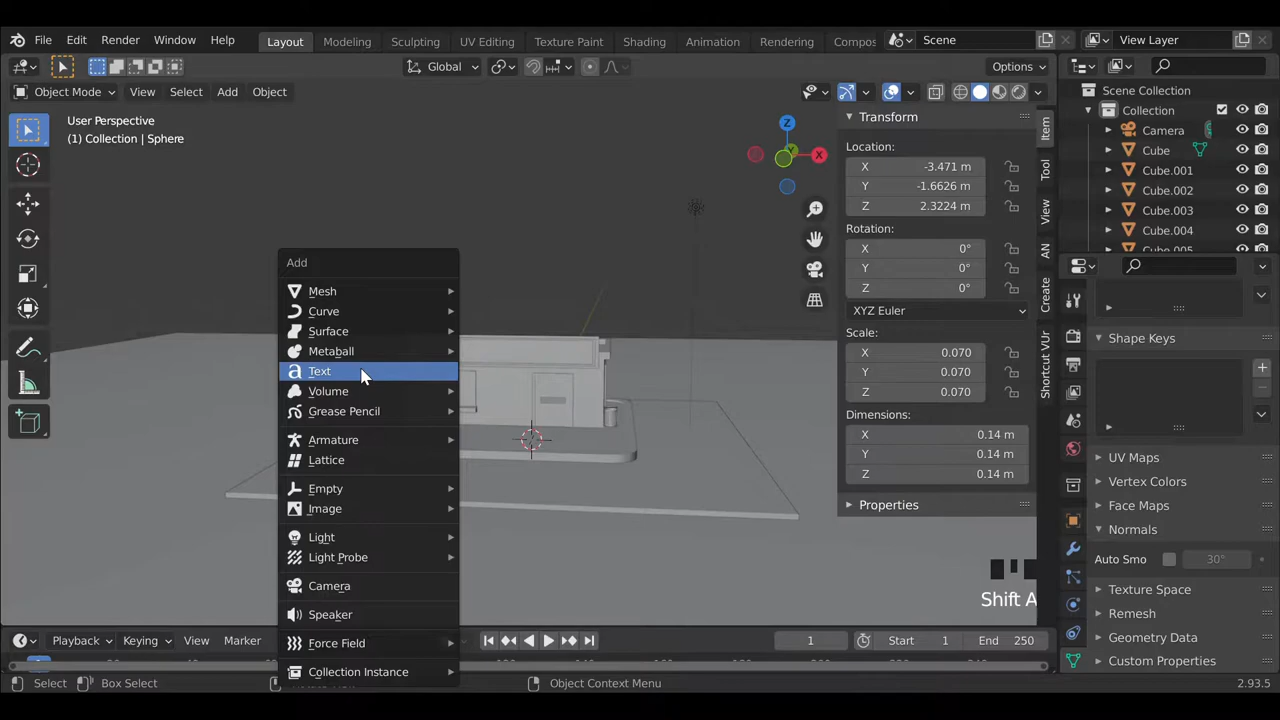 File Edit Render Window Help Layout Modeling Sculpting UV Editing Texture Paint Shading Animation Rendering Compos Scene View Layer
Global Options
Object Mode View Select Add Object
User Perspective
(1) Collection | Sphere
Z
X
Y
Add
Mesh
Curve
Surface
Metaball
Text
Volume
Grease Pencil
Armature
Lattice
Empty
Image
Light
Light Probe
Camera
Speaker
Force Field
Collection Instance
Transform
Location:
X -3.471 m
Y -1.6626 m
Z 2.3224 m
Rotation:
X 0°
Y 0°
Z 0°
XYZ Euler
Scale:
X 0.070
Y 0.070
Z 0.070
Dimensions:
X 0.14 m
Y 0.14 m
Z 0.14 m
Properties
Item
Tool
View
AN
Create
Shortcut VUr
Scene Collection
Collection
Camera
Cube
Cube.001
Cube.002
Cube.003
Cube.004
Cube.005
Shape Keys
UV Maps
Vertex Colors
Face Maps
Normals
Auto Smo 30°
Texture Space
Remesh
Geometry Data
Custom Properties
Shift A
Playback Keying View Marker 1 Start 1 End 250
Select Box Select Object Context Menu 2.93.5